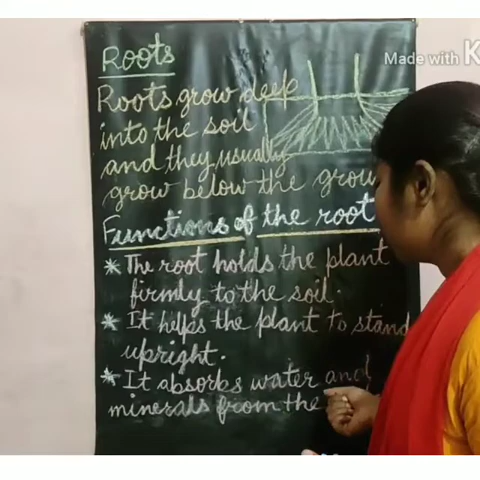 Made with K
Roots
Roots grow deep
into the soil
and they usually
grow below the grou
Functions of the root
* The root holds the plant
firmly to the soil.
* It helps the plant to stand
upright.
* It absorbs water and
minerals from the